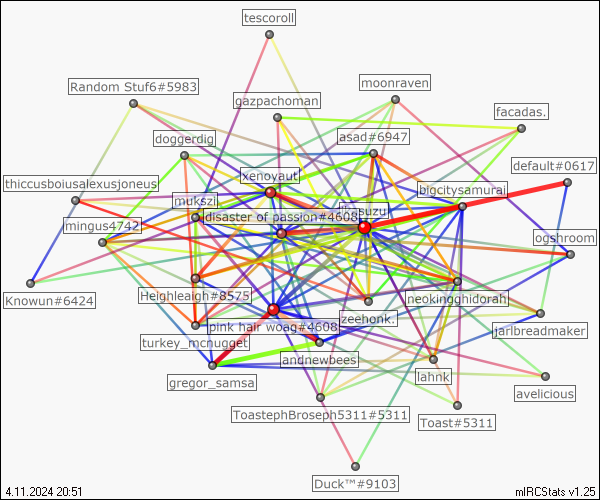 tescoroll
Random Stuf6#5983
moonraven
gazpachoman
facadas.
doggerdig
asad#6947
default#0617
xenoyaut
thiccusboiusalexusjoneus
bigcitysamurai
mukszi
disaster of passion#4608
mingus4742
ogshroom
Knowun#6424
Heighleaigh#8575
neokingghidorah
zeehonk.
pink hair woag#4608
jailbreadmaker
turkey_mcnugget
andnewbees
gregor_samsa
lahnk
avelicious
ToastephBroseph5311#5311
Toast#5311
Duck™#9103
4.11.2024 20:51
mIRCStats v1.25